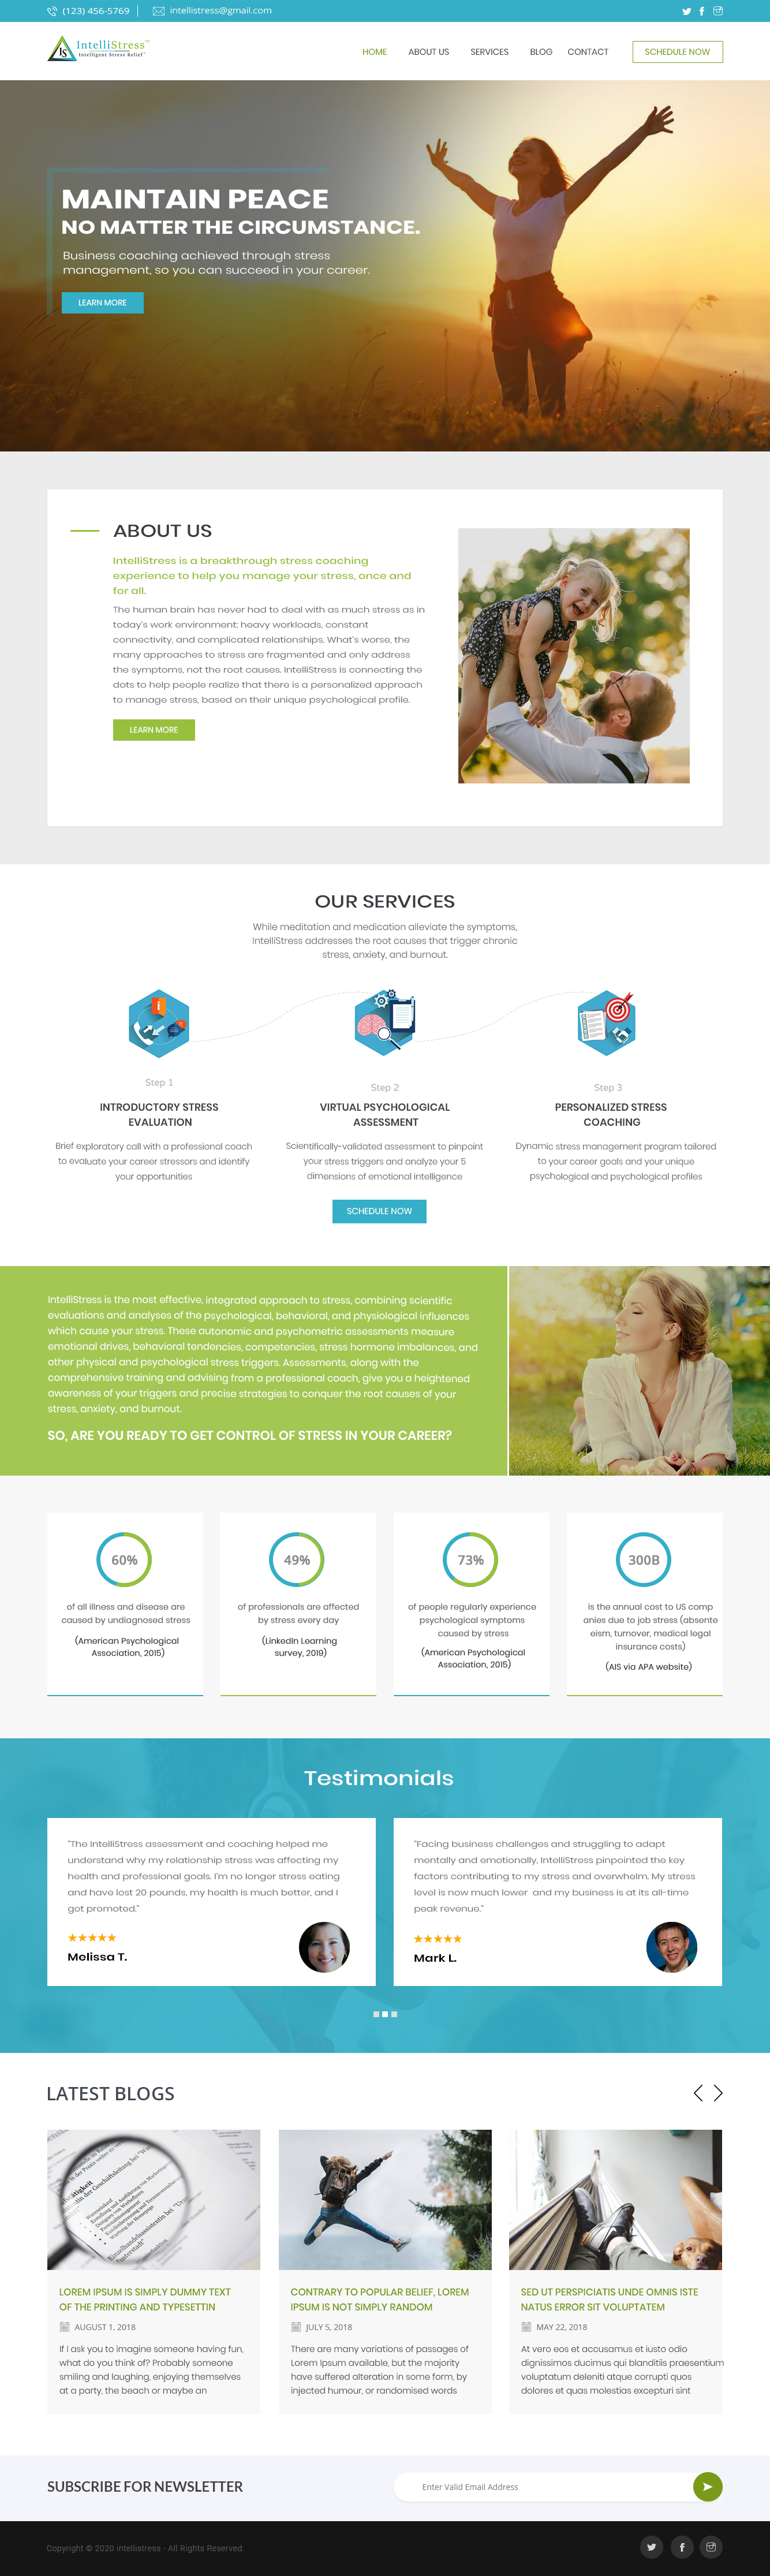 (123) 456-5769
intellistress@gmail.com
IS
IntelliStress™
Intelligent Stress Relief™
HOME
ABOUT US
SERVICES
BLOG
CONTACT
SCHEDULE NOW
MAINTAIN PEACE
NO MATTER THE CIRCUMSTANCE.
Business coaching achieved through stress
management, so you can succeed in your career.
LEARN MORE
ABOUT US
IntelliStress is a breakthrough stress coaching
experience to help you manage your stress, once and
for all.
The human brain has never had to deal with as much stress as in
today's work environment: heavy workloads, constant
connectivity, and complicated relationships. What's worse, the
many approaches to stress are fragmented and only address
the symptoms, not the root causes. IntelliStress is connecting the
dots to help people realize that there is a personalized approach
to manage stress, based on their unique psychological profile.
LEARN MORE
OUR SERVICES
While meditation and medication alleviate the symptoms,
IntelliStress addresses the root causes that trigger chronic
stress, anxiety, and burnout.
Step 1
INTRODUCTORY STRESS
EVALUATION
Brief exploratory call with a professional coach
to evaluate your career stressors and identify
your opportunities
Step 2
VIRTUAL PSYCHOLOGICAL
ASSESSMENT
Scientifically-validated assessment to pinpoint
your stress triggers and analyze your 5
dimensions of emotional intelligence
Step 3
PERSONALIZED STRESS
COACHING
Dynamic stress management program tailored
to your career goals and your unique
psychological and psychological profiles
SCHEDULE NOW
IntelliStress is the most effective, integrated approach to stress, combining scientific
evaluations and analyses of the psychological, behavioral, and physiological influences
which cause your stress. These autonomic and psychometric assessments measure
emotional drives, behavioral tendencies, competencies, stress hormone imbalances, and
other physical and psychological stress triggers. Assessments, along with the
comprehensive training and advising from a professional coach, give you a heightened
awareness of your triggers and precise strategies to conquer the root causes of your
stress, anxiety, and burnout.
SO, ARE YOU READY TO GET CONTROL OF STRESS IN YOUR CAREER?
60%
of all illness and disease are
caused by undiagnosed stress
(American Psychological
Association, 2015)
49%
of professionals are affected
by stress every day
(LinkedIn Learning
survey, 2019)
73%
of people regularly experience
psychological symptoms
caused by stress
(American Psychological
Association, 2015)
300B
is the annual cost to US comp
anies due to job stress (absente
eism, turnover, medical legal
insurance costs)
(AIS via APA website)
Testimonials
"The IntelliStress assessment and coaching helped me
understand why my relationship stress was affecting my
health and professional goals. I'm no longer stress eating
and have lost 20 pounds, my health is much better, and I
got promoted."
Melissa T.
"Facing business challenges and struggling to adapt
mentally and emotionally, IntelliStress pinpointed the key
factors contributing to my stress and overwhelm. My stress
level is now much lower and my business is at its all-time
peak revenue."
Mark L.
LATEST BLOGS
LOREM IPSUM IS SIMPLY DUMMY TEXT
OF THE PRINTING AND TYPESETTIN
AUGUST 1, 2018
If I ask you to imagine someone having fun,
what do you think of? Probably someone
smiling and laughing, enjoying themselves
at a party, the beach or maybe an
CONTRARY TO POPULAR BELIEF, LOREM
IPSUM IS NOT SIMPLY RANDOM
JULY 5, 2018
There are many variations of passages of
Lorem Ipsum available, but the majority
have suffered alteration in some form, by
injected humour, or randomised words
SED UT PERSPICIATIS UNDE OMNIS ISTE
NATUS ERROR SIT VOLUPTATEM
MAY 22, 2018
At vero eos et accusamus et iusto odio
dignissimos ducimus qui blanditiis praesentium
voluptatum deleniti atque corrupti quos
dolores et quas molestias excepturi sint
SUBSCRIBE FOR NEWSLETTER
Enter Valid Email Address
Copyright © 2020 intellistress - All Rights Reserved.